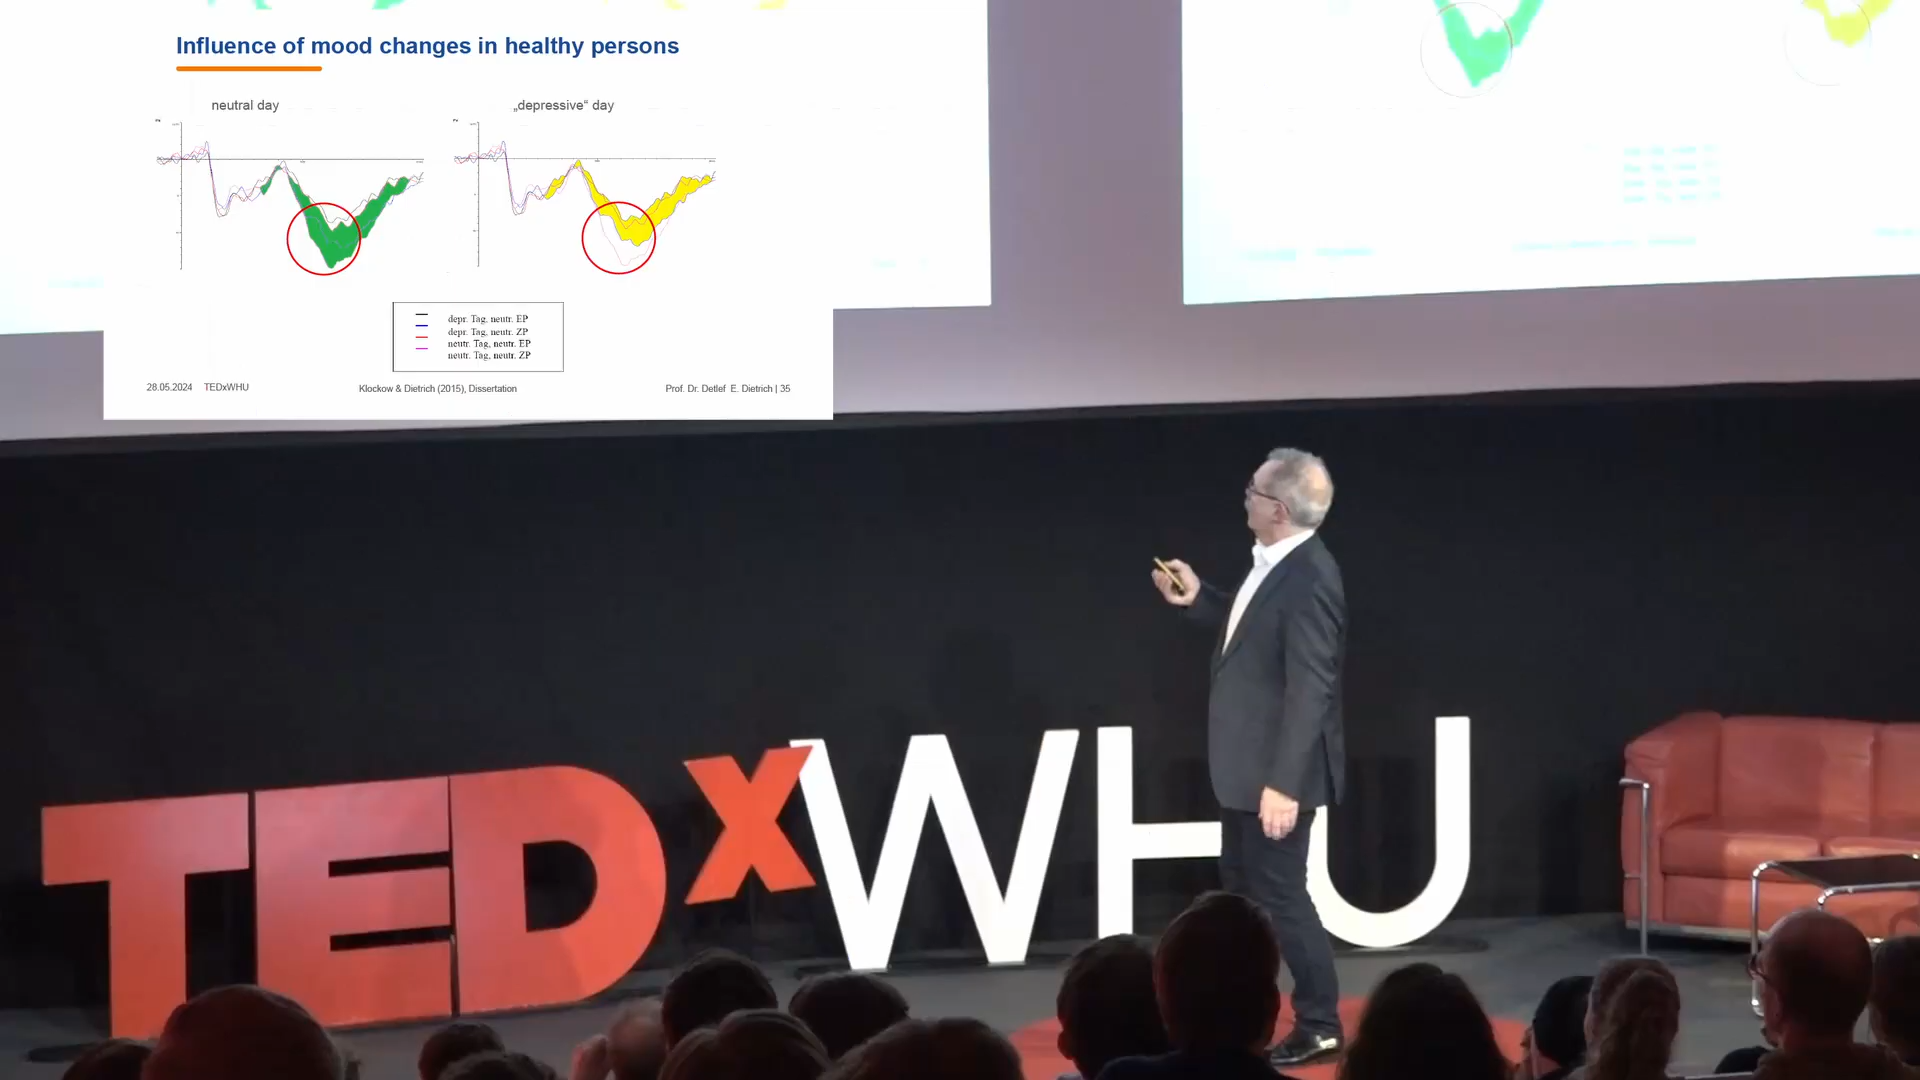 Influence of mood changes in healthy persons
neutral day
„depressive“ day
depr. Tag, neutr. EP
depr. Tag, neutr. ZP
neutr. Tag, neutr. EP
neutr. Tag, neutr. ZP
28.05.2024 TEDxWHU
Klockow & Dietrich (2015), Dissertation
Prof. Dr. Detlef E. Dietrich | 35
TEDxWHU